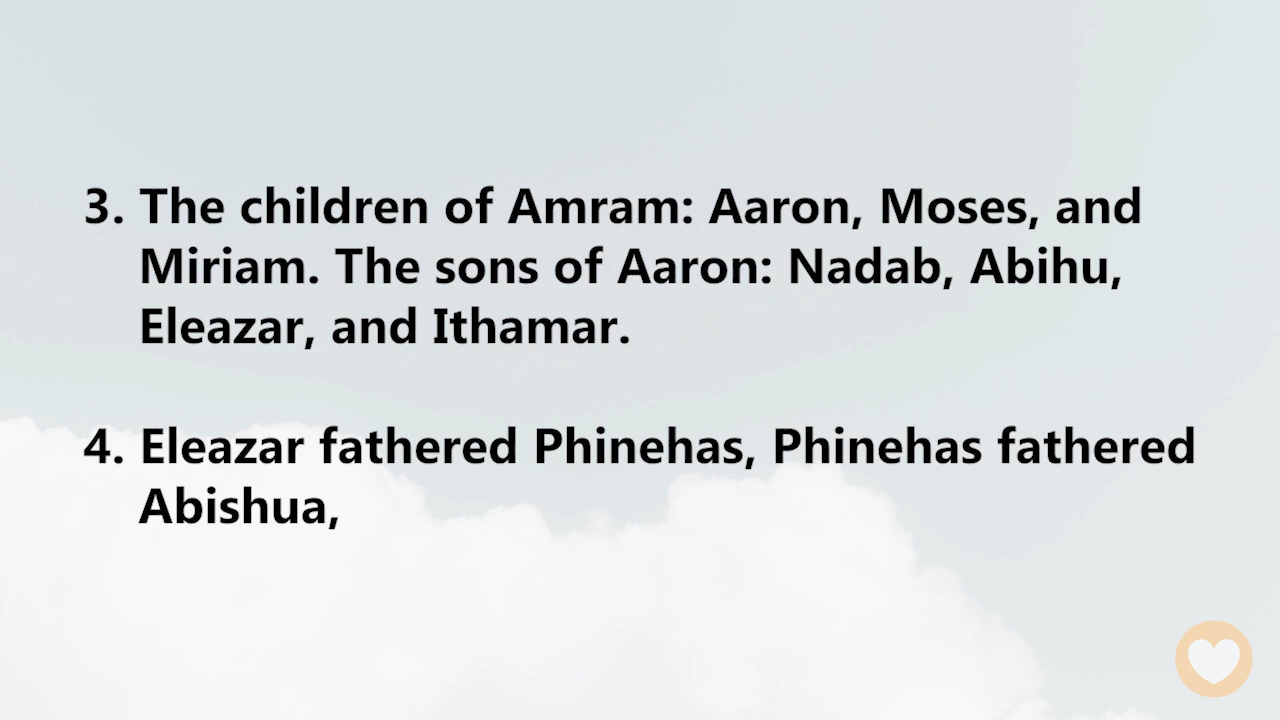 3. The children of Amram: Aaron, Moses, and
Miriam. The sons of Aaron: Nadab, Abihu,
Eleazar, and Ithamar.
4. Eleazar fathered Phinehas, Phinehas fathered
Abishua,